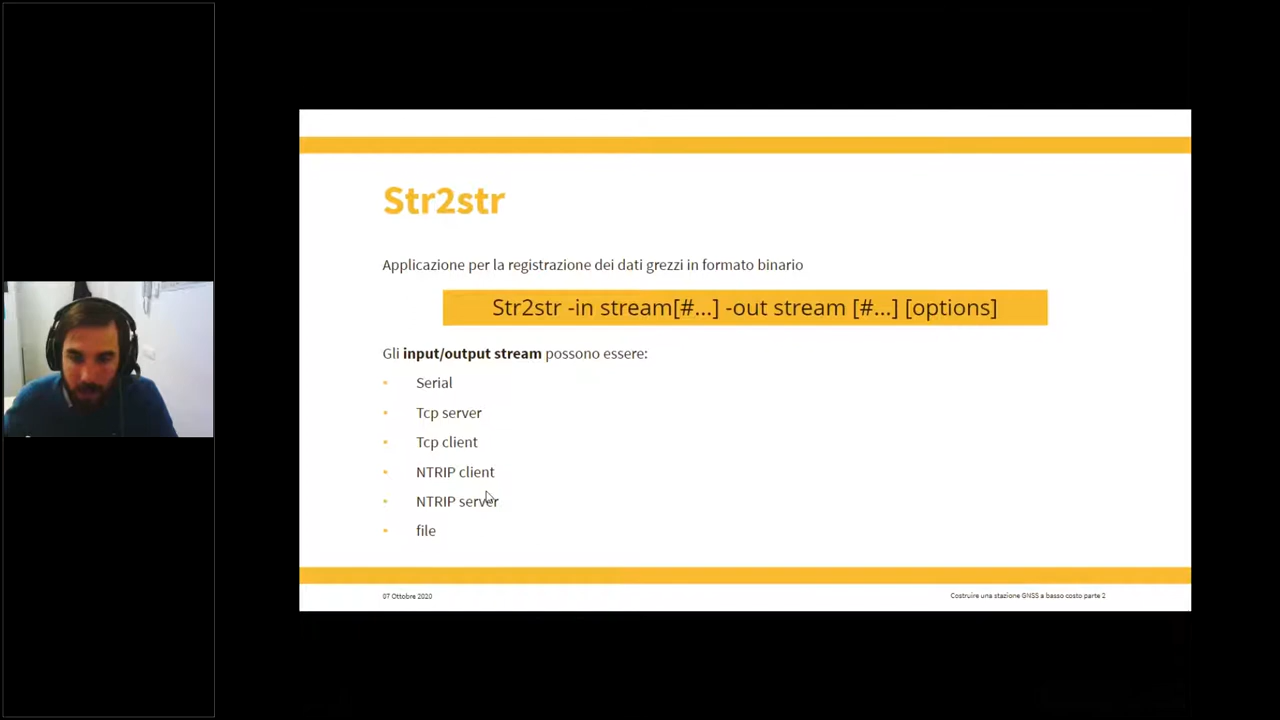 Str2str
Applicazione per la registrazione dei dati grezzi in formato binario
Str2str -in stream[#...] -out stream [#...] [options]
Gli input/output stream possono essere:
Serial
Tcp server
Tcp client
NTRIP client
NTRIP server
file
07 Ottobre 2020
Costruire una stazione GNSS a basso costo parte 2